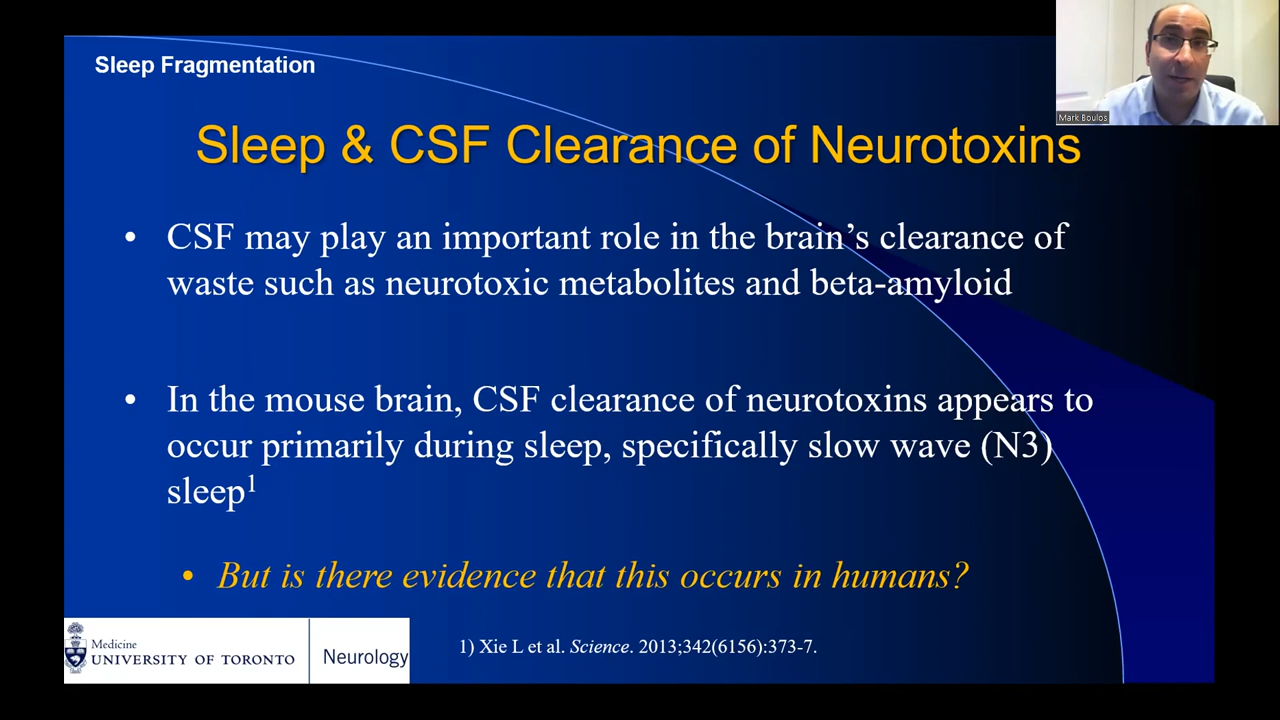 Sleep Fragmentation
Mark Boulos
Sleep & CSF Clearance of Neurotoxins
• CSF may play an important role in the brain’s clearance of
waste such as neurotoxic metabolites and beta-amyloid
• In the mouse brain, CSF clearance of neurotoxins appears to
occur primarily during sleep, specifically slow wave (N3)
sleep¹
• But is there evidence that this occurs in humans?
Medicine
UNIVERSITY OF TORONTO
Neurology
1) Xie L et al. Science. 2013;342(6156):373-7.